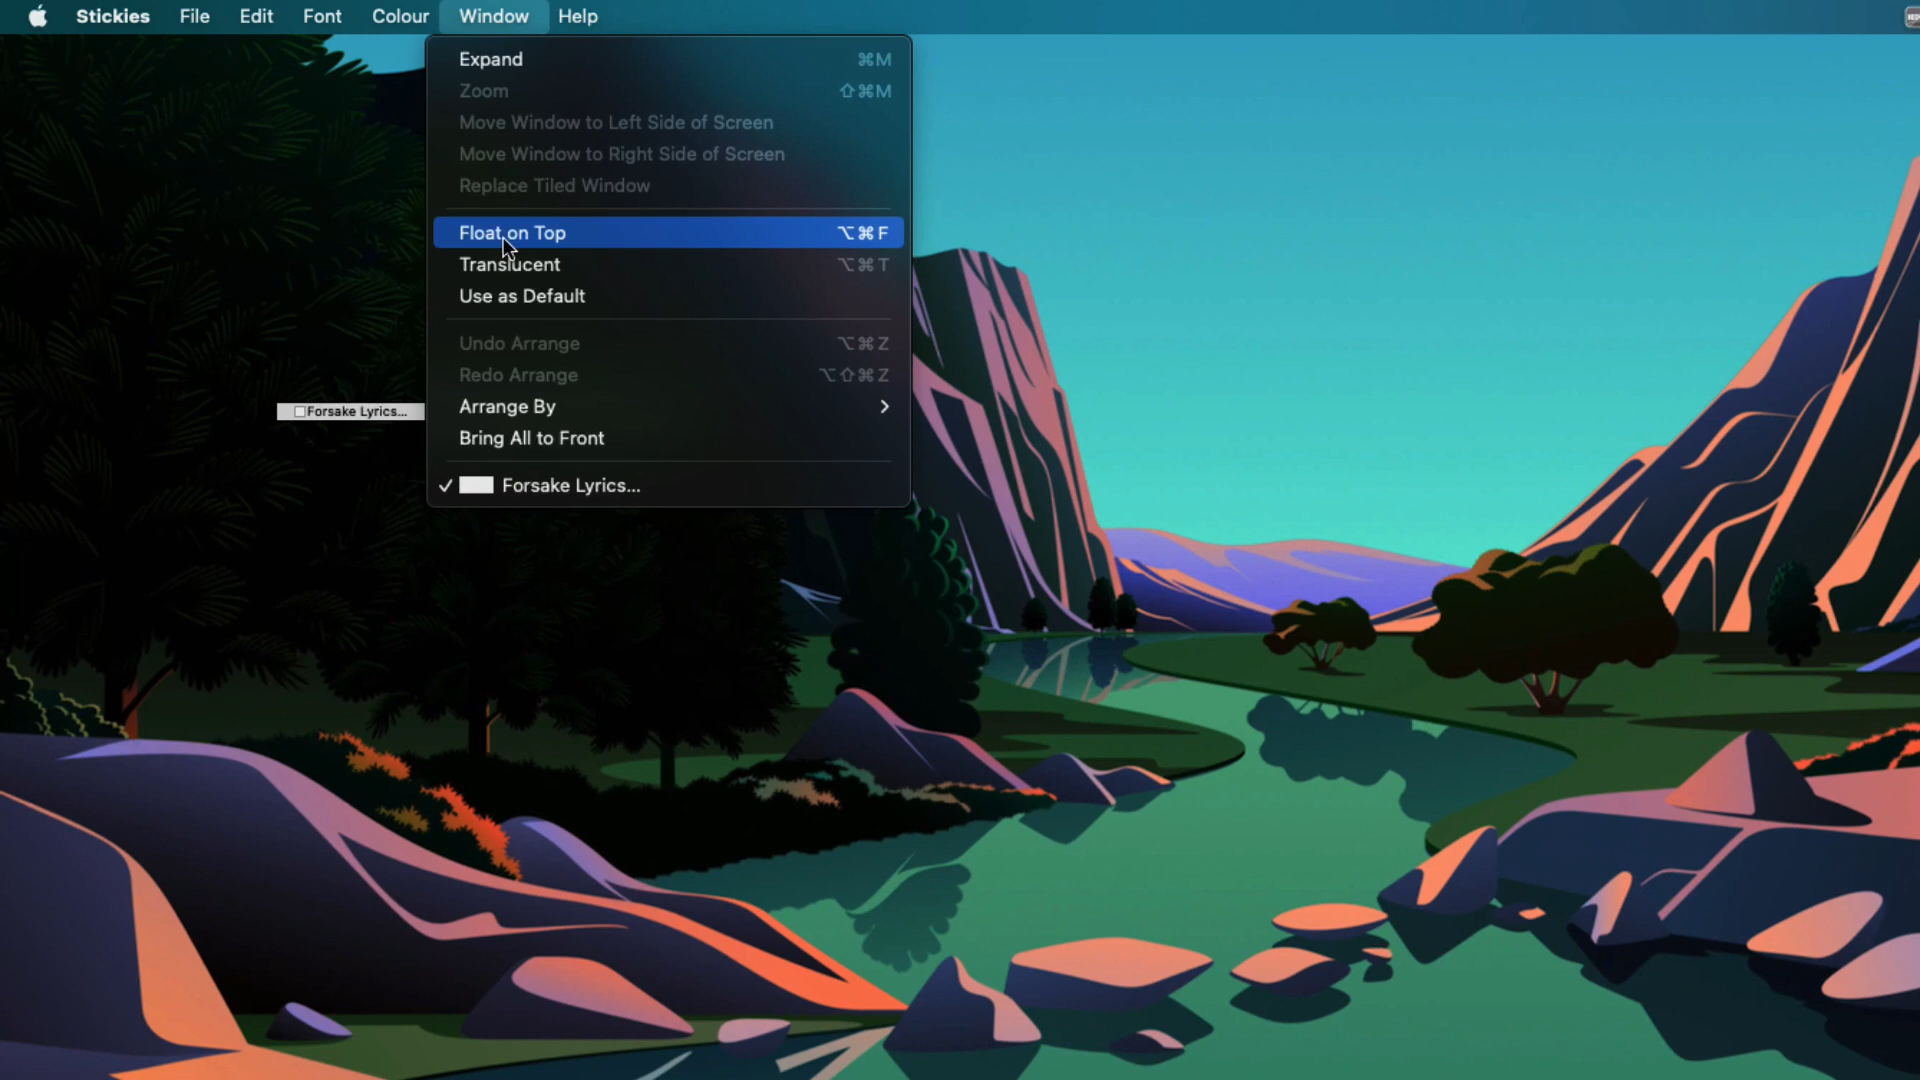 Stickies File Edit Font Colour Window Help
Expand ⌘M
Zoom ⇧⌘M
Move Window to Left Side of Screen
Move Window to Right Side of Screen
Replace Tiled Window
Float on Top ⌥⌘F
Translucent ⌥⌘T
Use as Default
Undo Arrange ⌥⌘Z
Redo Arrange ⌥⇧⌘Z
Arrange By
Bring All to Front
Forsake Lyrics...
Forsake Lyrics...